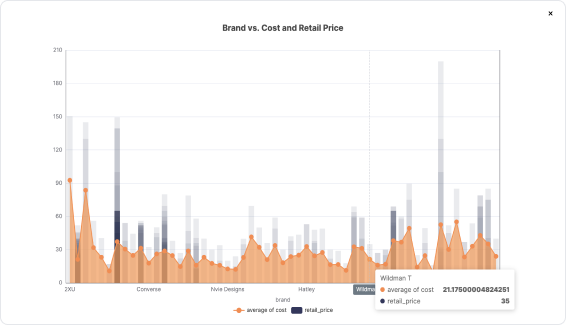 ×
Brand vs. Cost and Retail Price
210
180
150
120
90
60
30
0
2XU
Converse
Nvie Designs
Hatley
Wildma
brand
Wildman T
average of cost 21.17500004824251
retail_price 35
average of cost retail_price